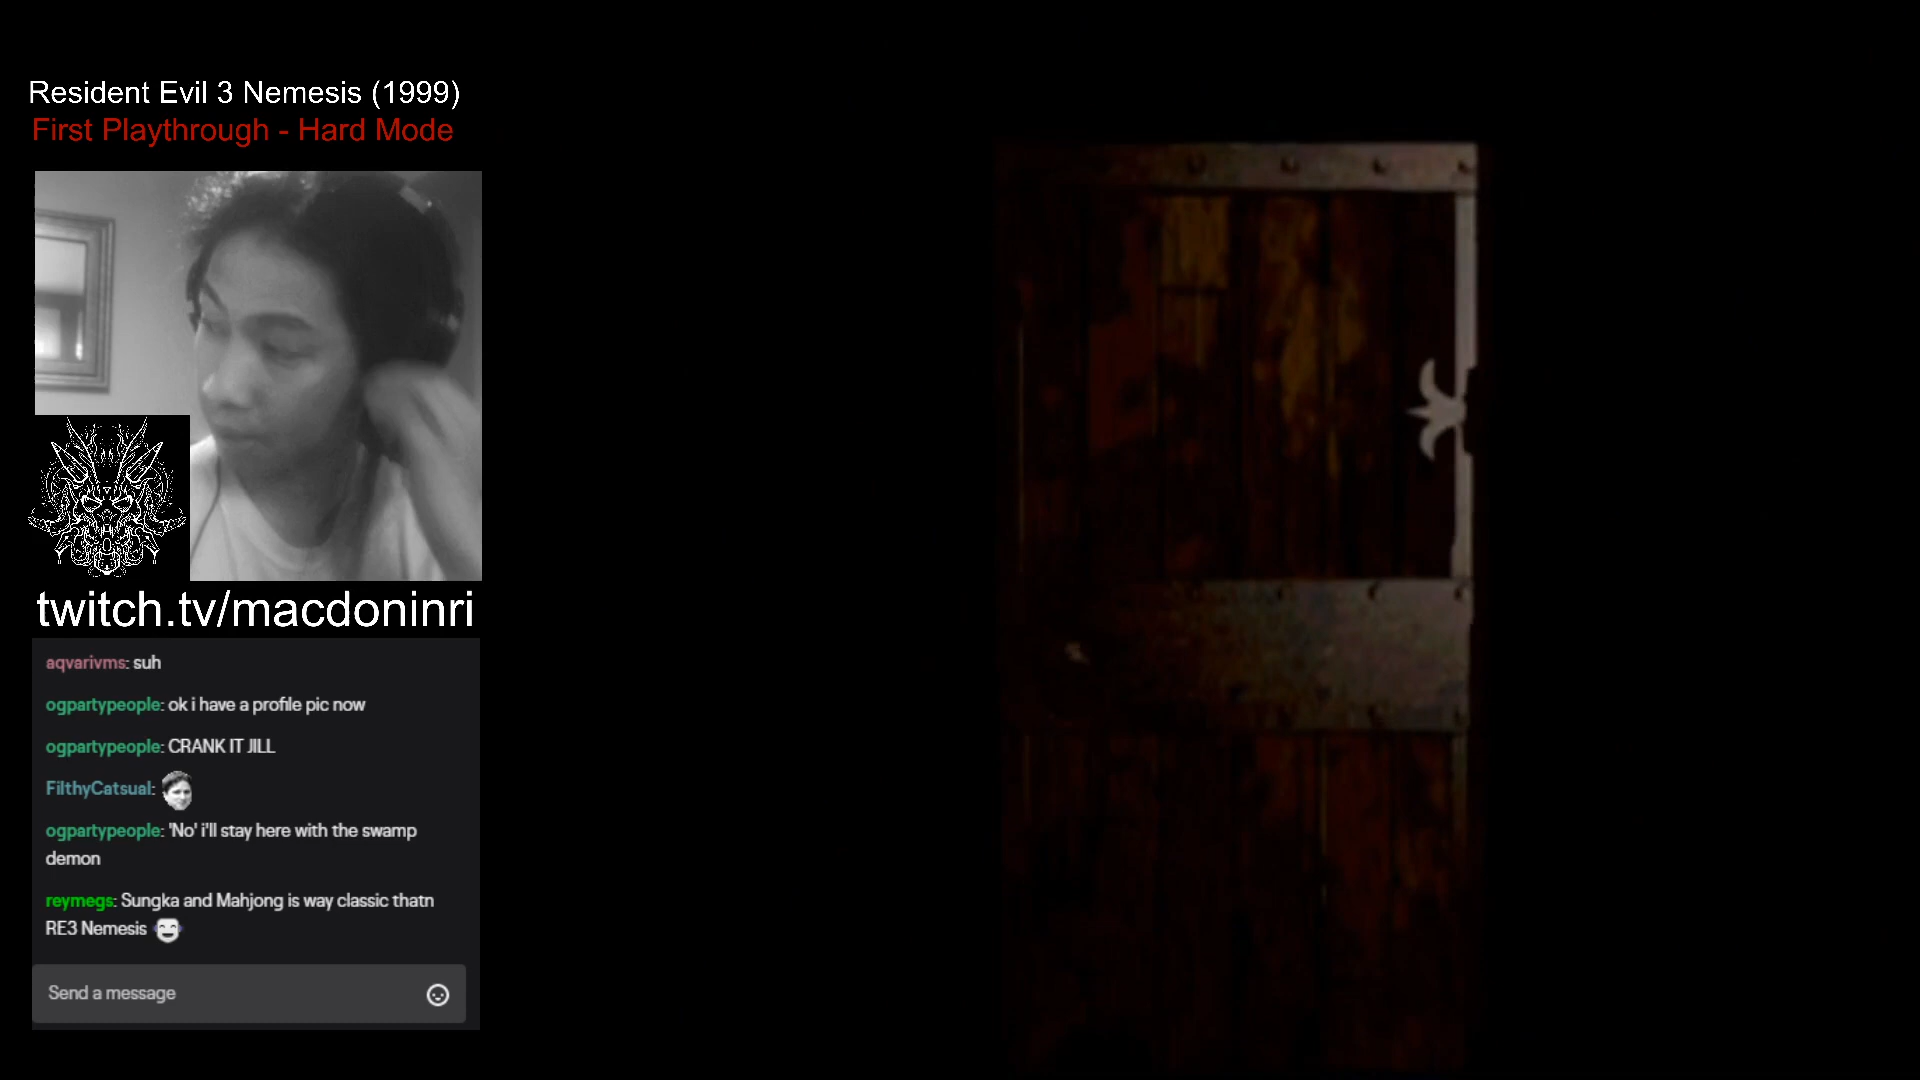 Resident Evil 3 Nemesis (1999)
First Playthrough - Hard Mode
twitch.tv/macdoninri
aqvarivms: suh
ogpartypeople: ok i have a profile pic now
ogpartypeople: CRANK IT JILL
FilthyCatsual:
ogpartypeople: 'No' i'll stay here with the swamp
demon
reymegs: Sungka and Mahjong is way classic thatn
RE3 Nemesis
Send a message